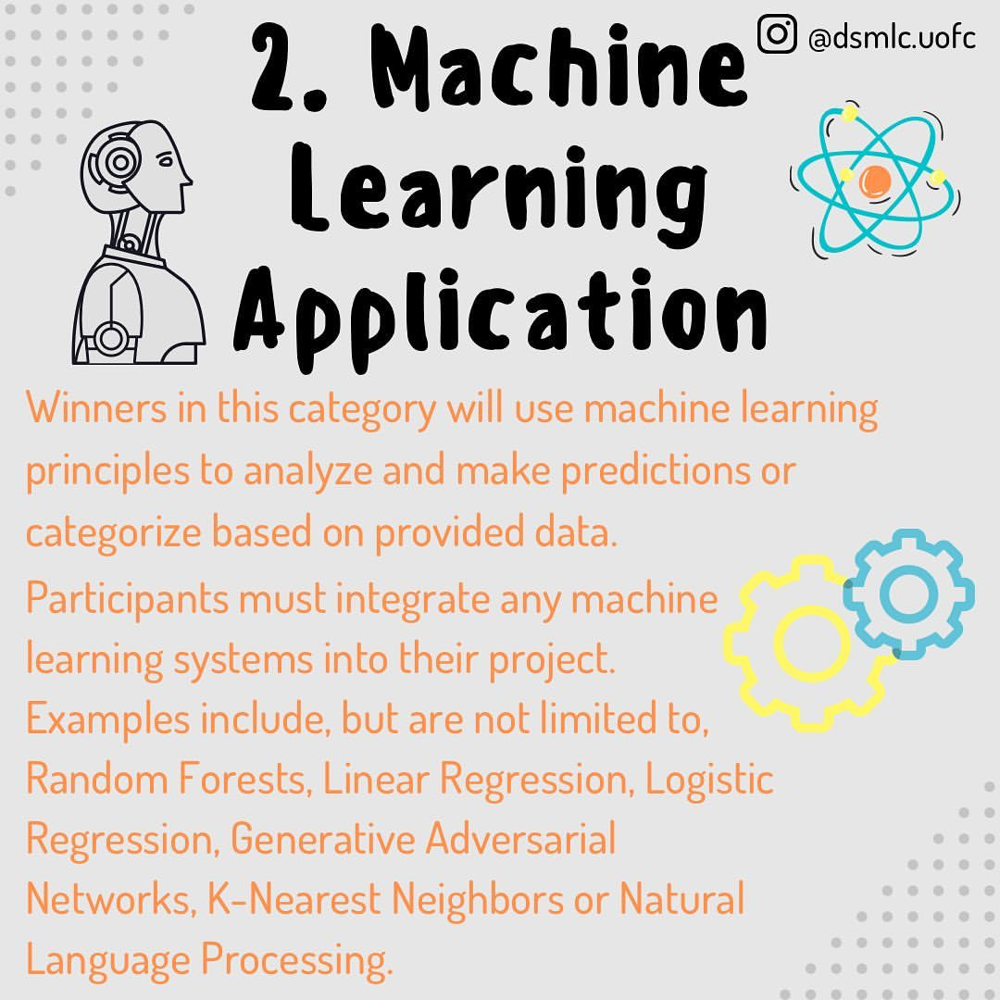 @dsmlc.uofc
2. Machine
Learning
Application
Winners in this category will use machine learning
principles to analyze and make predictions or
categorize based on provided data.
Participants must integrate any machine
learning systems into their project.
Examples include, but are not limited to,
Random Forests, Linear Regression, Logistic
Regression, Generative Adversarial
Networks, K-Nearest Neighbors or Natural
Language Processing.